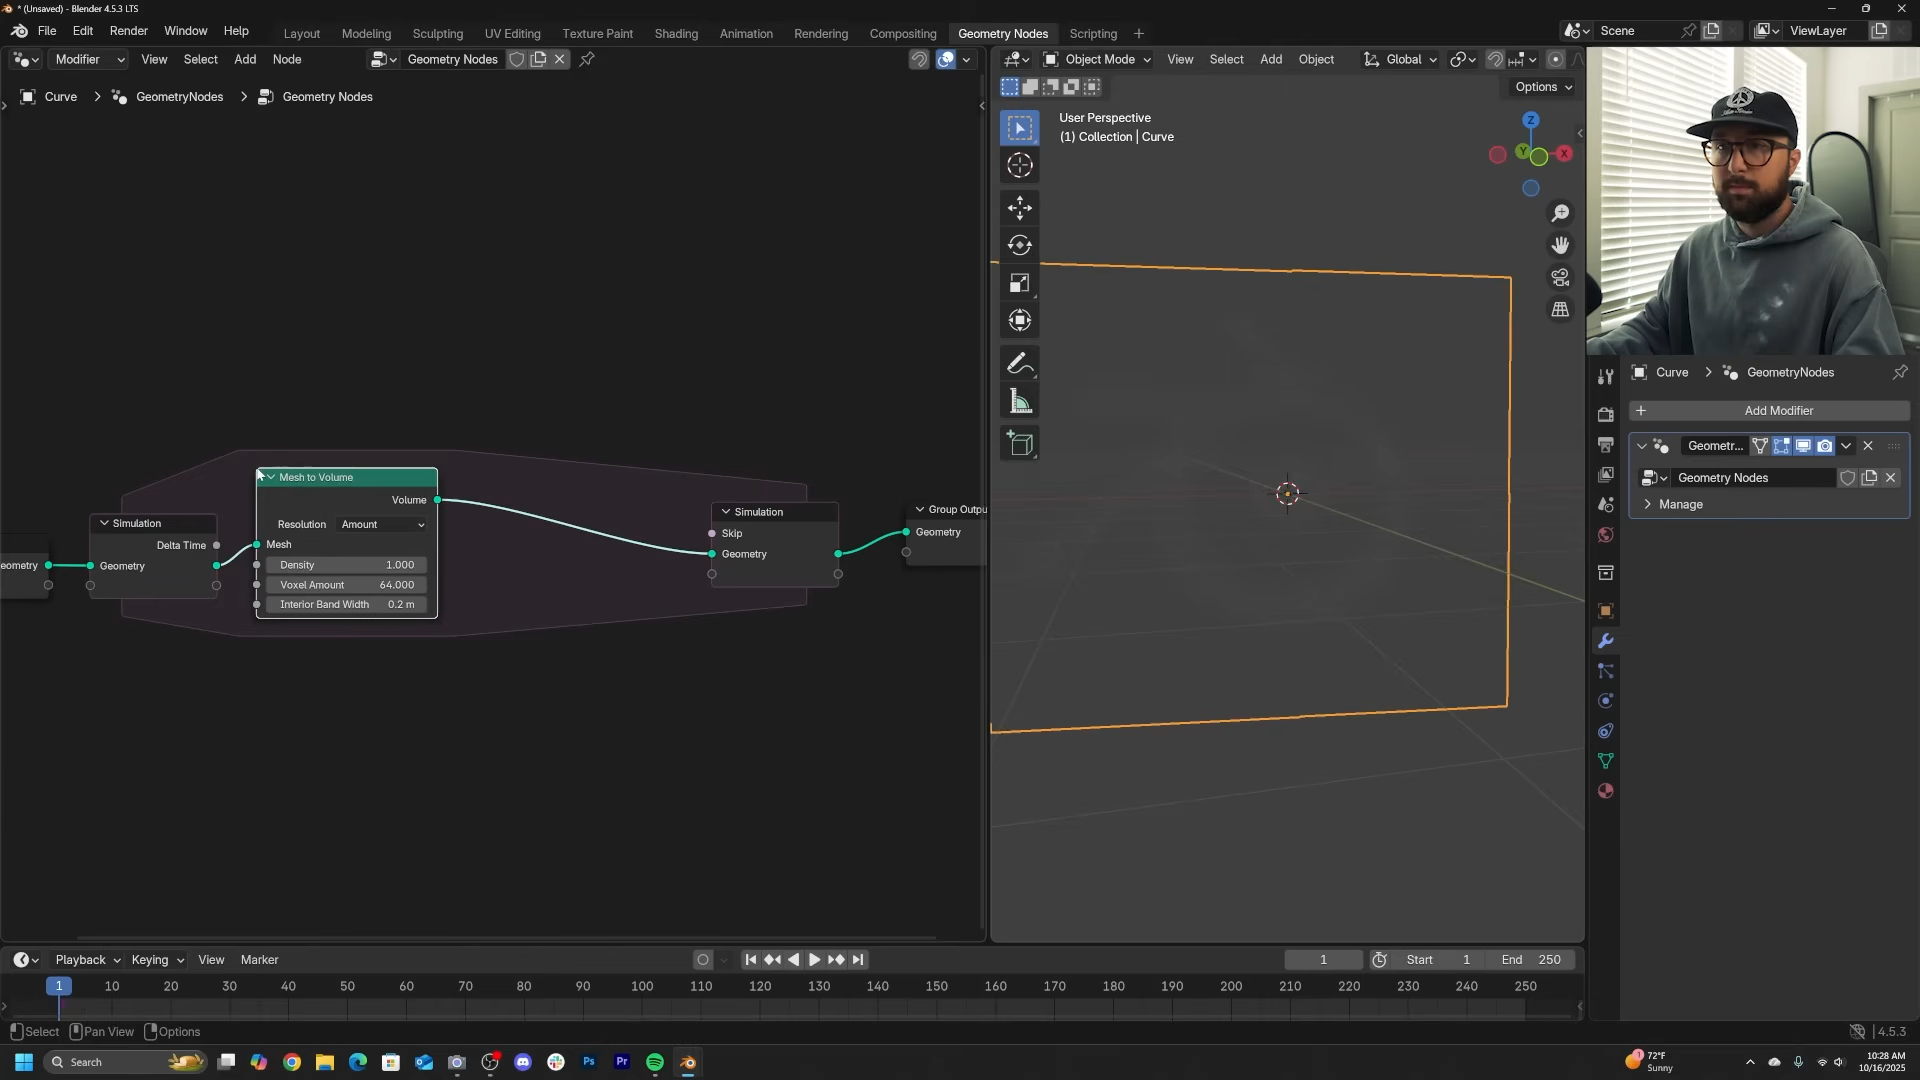 * (Unsaved) - Blender 4.5.3 LTS
File Edit Render Window Help Layout Modeling Sculpting UV Editing Texture Paint Shading Animation Rendering Compositing Geometry Nodes Scripting + Scene ViewLayer
Modifier View Select Add Node Geometry Nodes
Object Mode View Select Add Object Global
Options
Curve > GeometryNodes > Geometry Nodes
User Perspective
(1) Collection | Curve
Z
Y
X
Mesh to Volume
Volume
Resolution Amount
Mesh
Density 1.000
Voxel Amount 64.000
Interior Band Width 0.2 m
Simulation
Delta Time
Geometry
eometry
Simulation
Skip
Geometry
Group Outpu
Geometry
Curve > GeometryNodes
+ Add Modifier
Geometr...
Geometry Nodes
Manage
Playback Keying View Marker 1 Start 1 End 250
1 10 20 30 40 50 60 70 80 90 100 110 120 130 140 150 160 170 180 190 200 210 220 230 240 250
Select Pan View Options 4.5.3
Search
Ps
Pr
1
72°F
Sunny
10:28 AM
10/16/2025